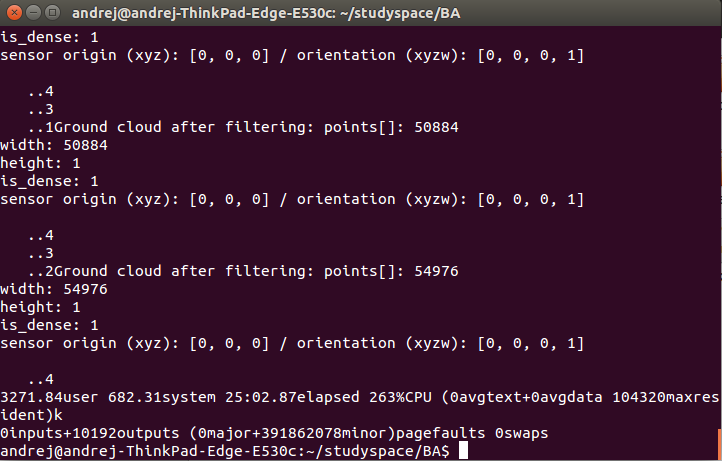 andrej@andrej-ThinkPad-Edge-E530c: ~/studyspace/BA
is_dense: 1
sensor origin (xyz): [0, 0, 0] / orientation (xyzw): [0, 0, 0, 1]
..4
..3
..1Ground cloud after filtering: points[]: 50884
width: 50884
height: 1
is_dense: 1
sensor origin (xyz): [0, 0, 0] / orientation (xyzw): [0, 0, 0, 1]
..4
..3
..2Ground cloud after filtering: points[]: 54976
width: 54976
height: 1
is_dense: 1
sensor origin (xyz): [0, 0, 0] / orientation (xyzw): [0, 0, 0, 1]
..4
3271.84user 682.31system 25:02.87elapsed 263%CPU (0avgtext+0avgdata 104320maxres
ident)k
0inputs+10192outputs (0major+391862078minor)pagefaults 0swaps
andrej@andrej-ThinkPad-Edge-E530c:~/studyspace/BA$